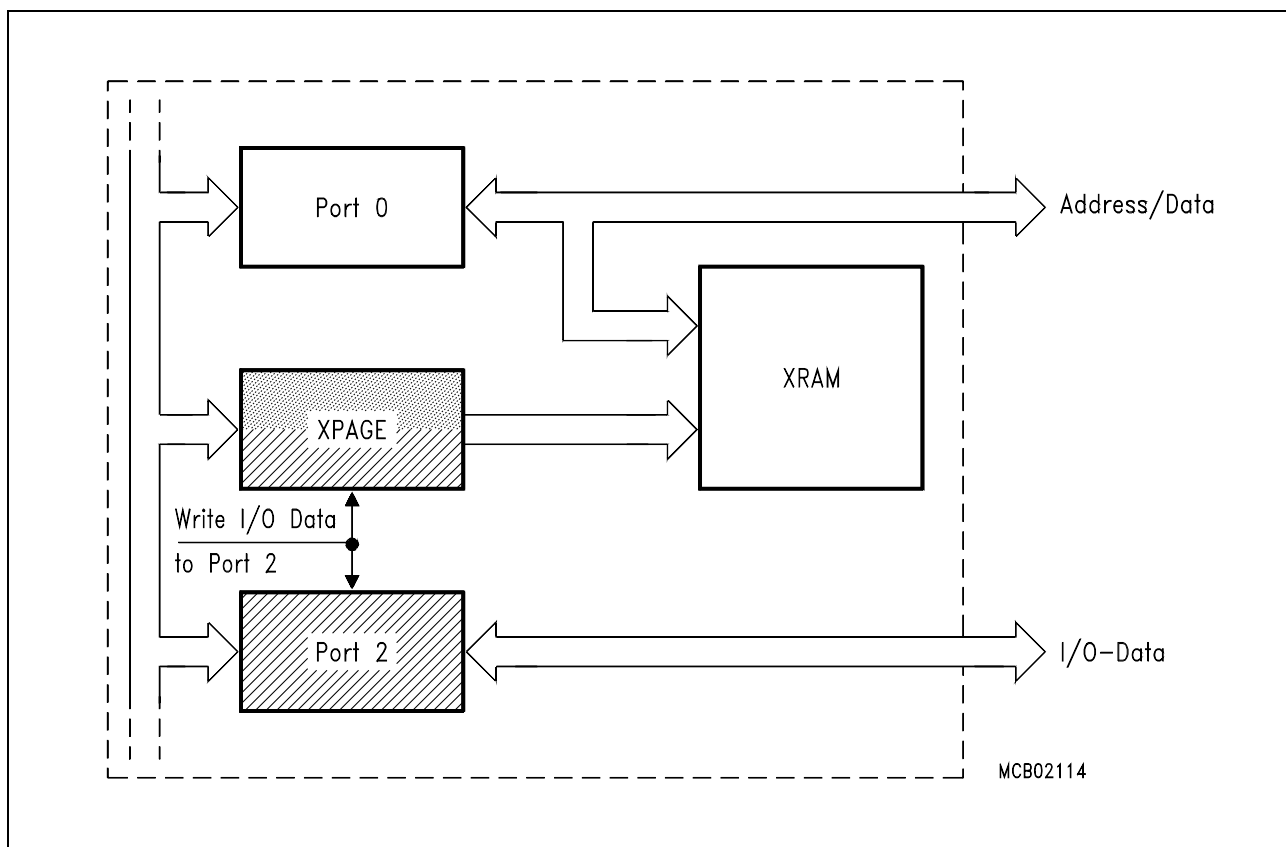 Port 0
Address/Data
XRAM
XPAGE
Write I/O Data
to Port 2
Port 2
I/O-Data
MCB02114